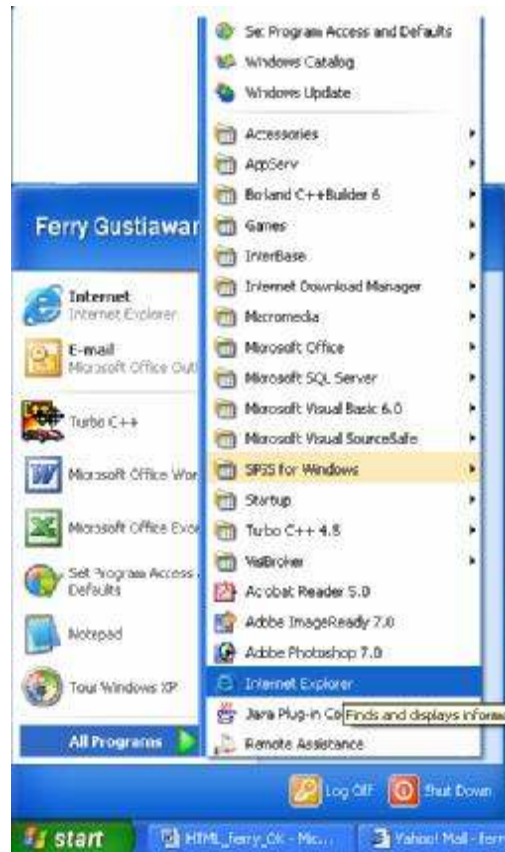 Set Program Access and Defaults
Windows Catalog
Windows Update
Accessories
AppServ
Borland C++Builder 6
Games
InterBase
Internet Download Manager
Macromedia
Microsoft Office
Microsoft SQL Server
Microsoft Visual Basic 6.0
Microsoft Visual SourceSafe
SPSS for Windows
Startup
Turbo C++ 4.5
VisiBroker
Acrobat Reader 5.0
Adobe ImageReady 7.0
Adobe Photoshop 7.0
Internet Explorer
Java Plug-in Co
Finds and displays informa
Remote Assistance
Ferry Gustiawan
Internet
Internet Explorer
E-mail
Microsoft Office Outl
Turbo C++
Microsoft Office Wor
Microsoft Office Exce
Set Program Access
Defaults
Notepad
Tour Windows XP
All Programs
Log Off
Shut Down
start
HTML_Ferry_OK - Mic...
Yahoo! Mail - ferr